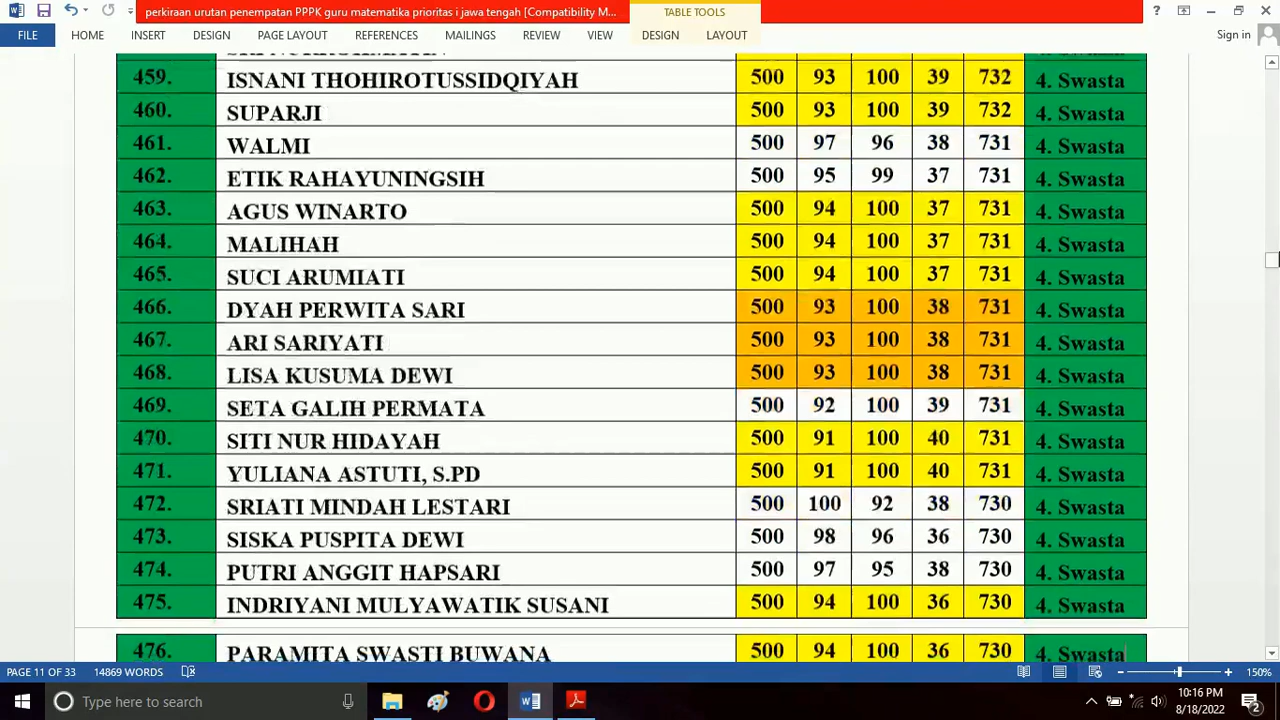 perkiraan urutan penempatan PPPK guru matematika prioritas i jawa tengah [Compatibility M...
TABLE TOOLS
FILE HOME INSERT DESIGN PAGE LAYOUT REFERENCES MAILINGS REVIEW VIEW DESIGN LAYOUT Sign in
459. ISNANI THOHIROTUSSIDQIYAH 500 93 100 39 732 4. Swasta
460. SUPARJI 500 93 100 39 732 4. Swasta
461. WALMI 500 97 96 38 731 4. Swasta
462. ETIK RAHAYUNINGSIH 500 95 99 37 731 4. Swasta
463. AGUS WINARTO 500 94 100 37 731 4. Swasta
464. MALIHAH 500 94 100 37 731 4. Swasta
465. SUCI ARUMIATI 500 94 100 37 731 4. Swasta
466. DYAH PERWITA SARI 500 93 100 38 731 4. Swasta
467. ARI SARIYATI 500 93 100 38 731 4. Swasta
468. LISA KUSUMA DEWI 500 93 100 38 731 4. Swasta
469. SETA GALIH PERMATA 500 92 100 39 731 4. Swasta
470. SITI NUR HIDAYAH 500 91 100 40 731 4. Swasta
471. YULIANA ASTUTI, S.PD 500 91 100 40 731 4. Swasta
472. SRIATI MINDAH LESTARI 500 100 92 38 730 4. Swasta
473. SISKA PUSPITA DEWI 500 98 96 36 730 4. Swasta
474. PUTRI ANGGIT HAPSARI 500 97 95 38 730 4. Swasta
475. INDRIYANI MULYAWATIK SUSANI 500 94 100 36 730 4. Swasta
476. PARAMITA SWASTI BUWANA 500 94 100 36 730 4. Swasta
PAGE 11 OF 33 14869 WORDS 150%
Type here to search
10:16 PM
8/18/2022
2